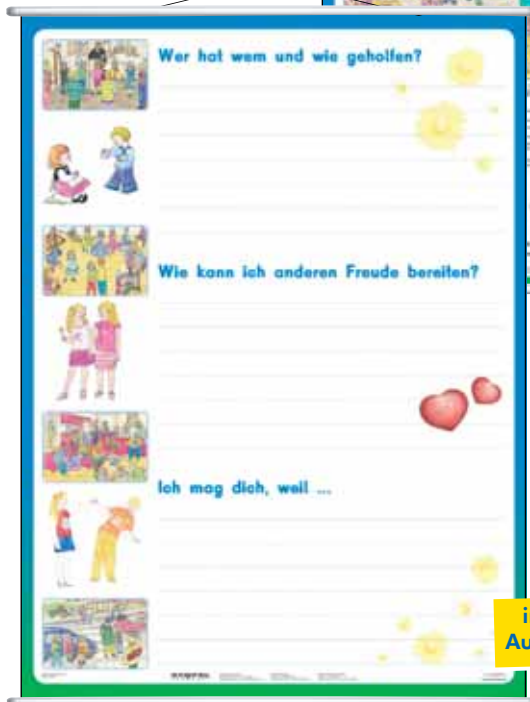 Wer hat wem und wie geholfen?
Wie kann ich anderen Freude bereiten?
Ich mag dich, weil ...